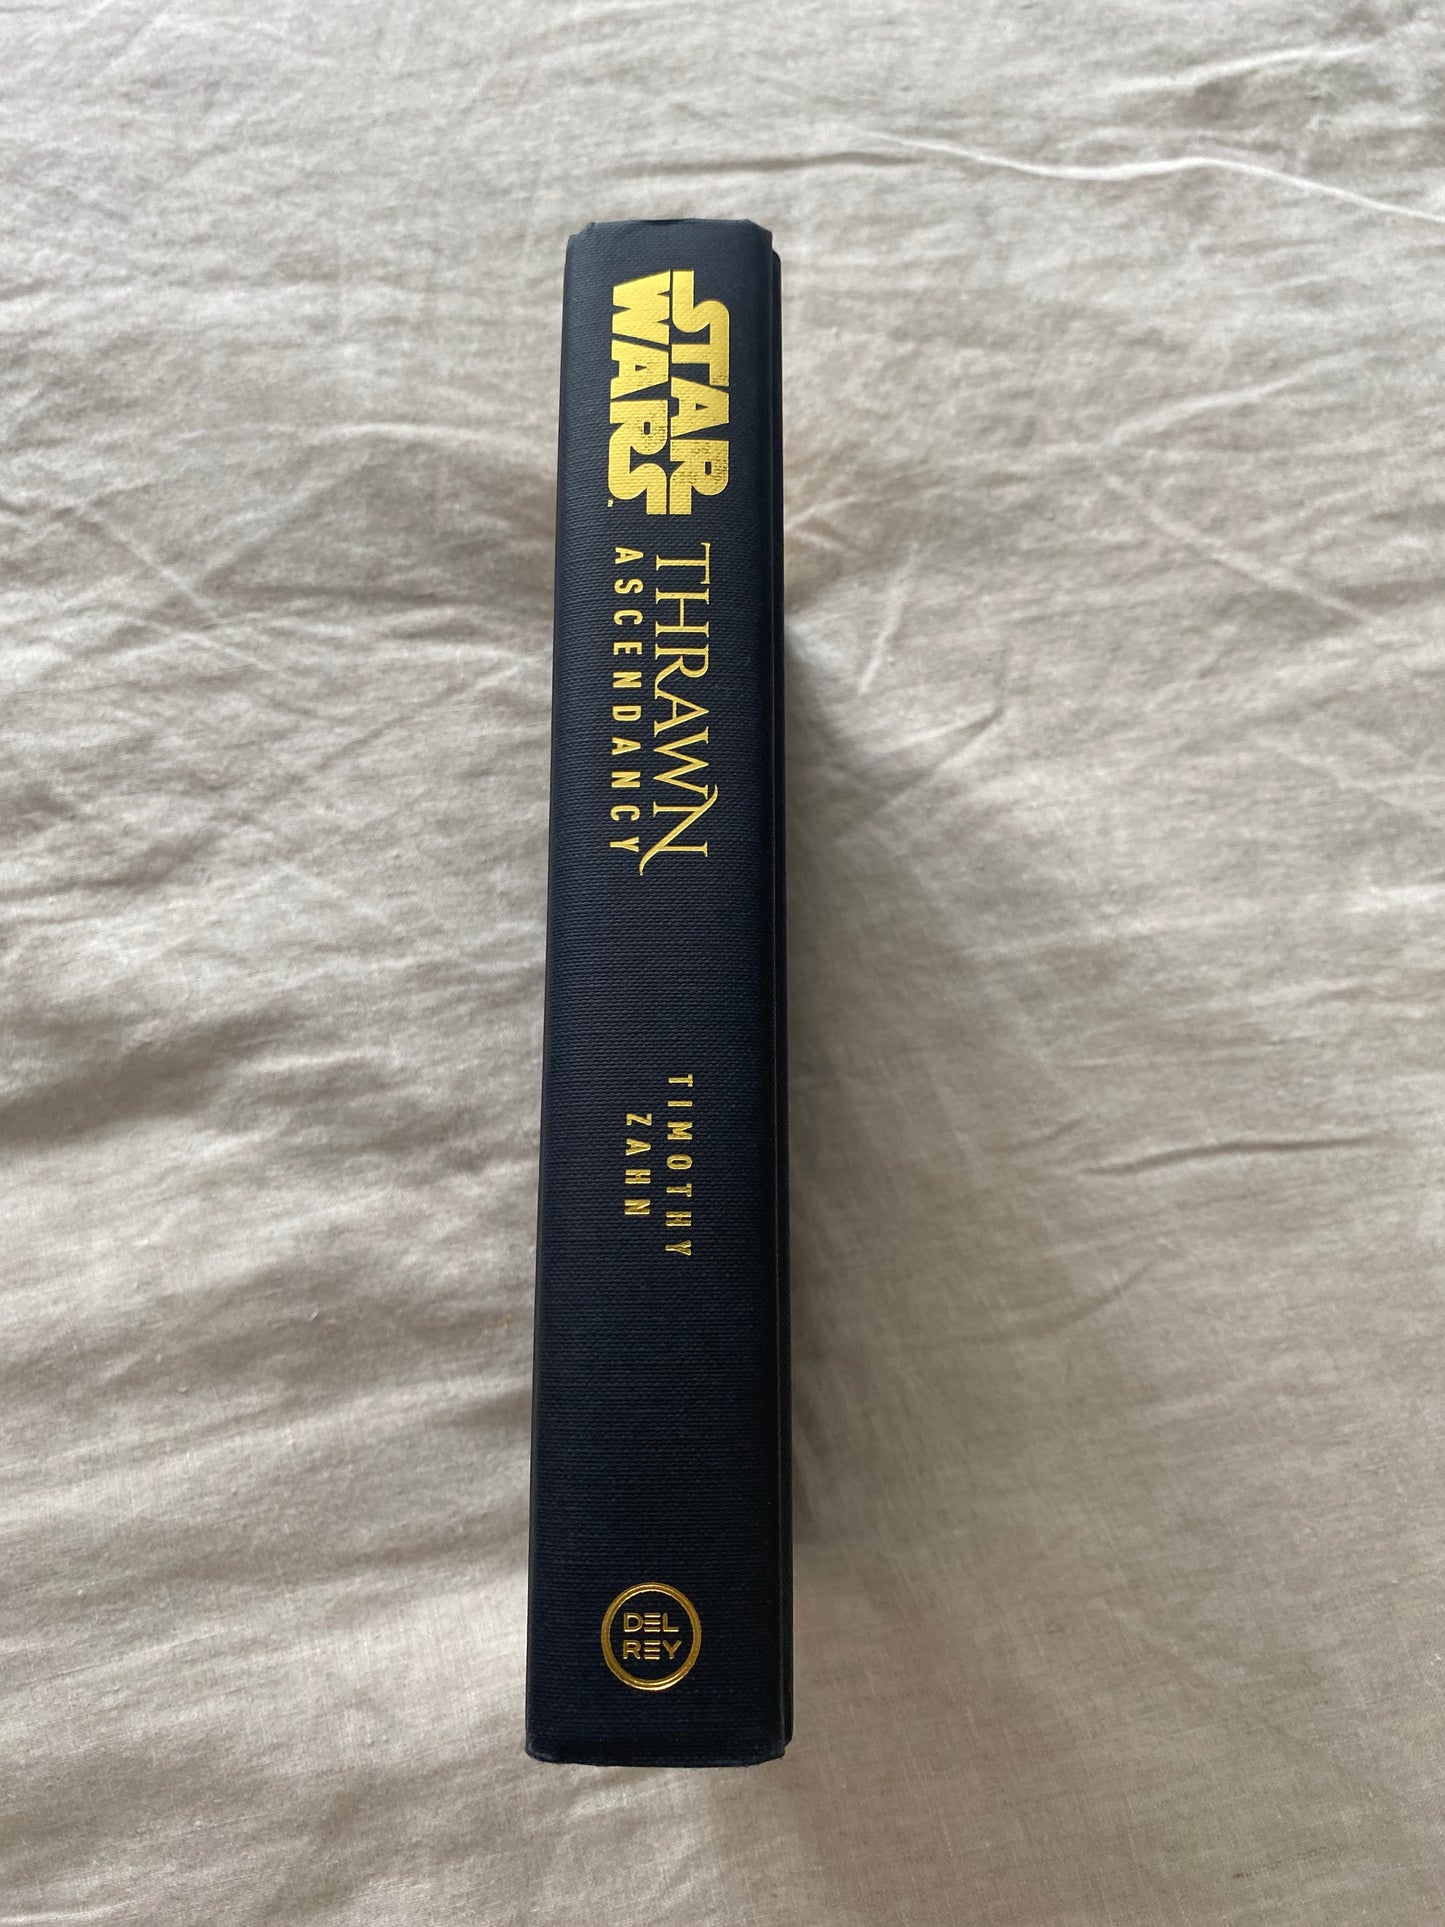 STAR
WARS.
THRAWN
ASCENDANCY
TIMOTHY
ZAHN
DEL
REY